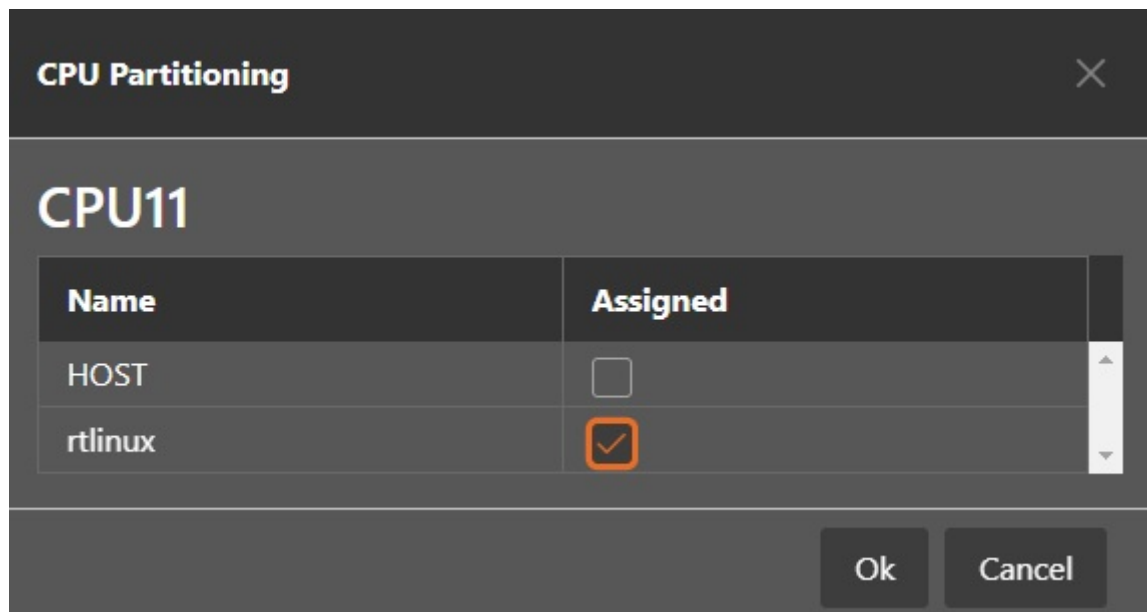 CPU Partitioning
CPU11
Name Assigned
HOST
rtlinux
Ok Cancel